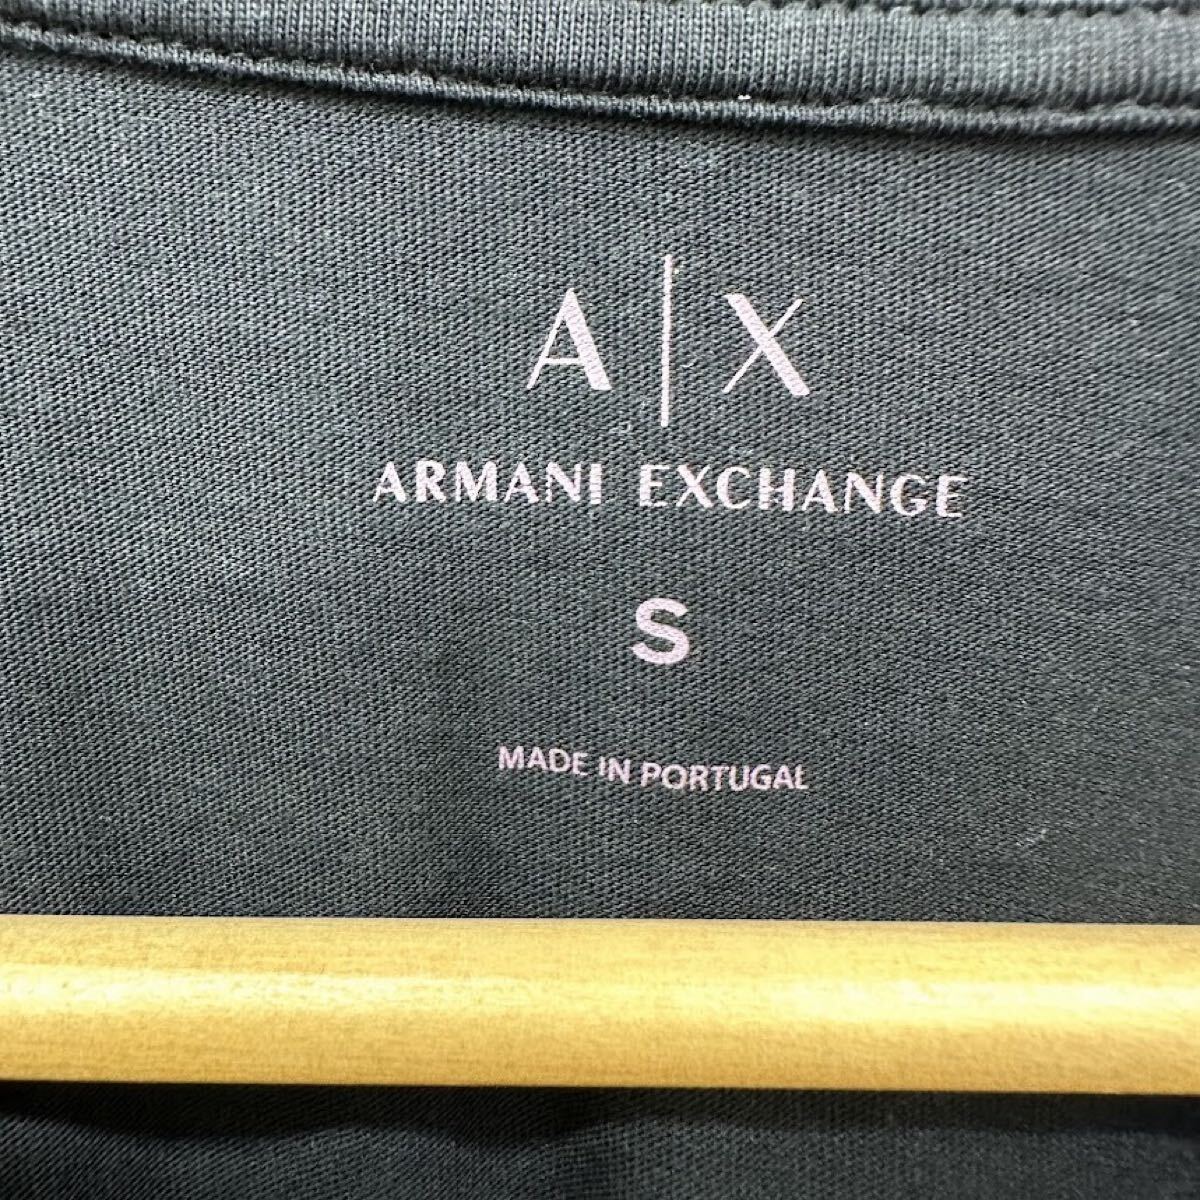 A|X
ARMANI EXCHANGE
S
MADE IN PORTUGAL